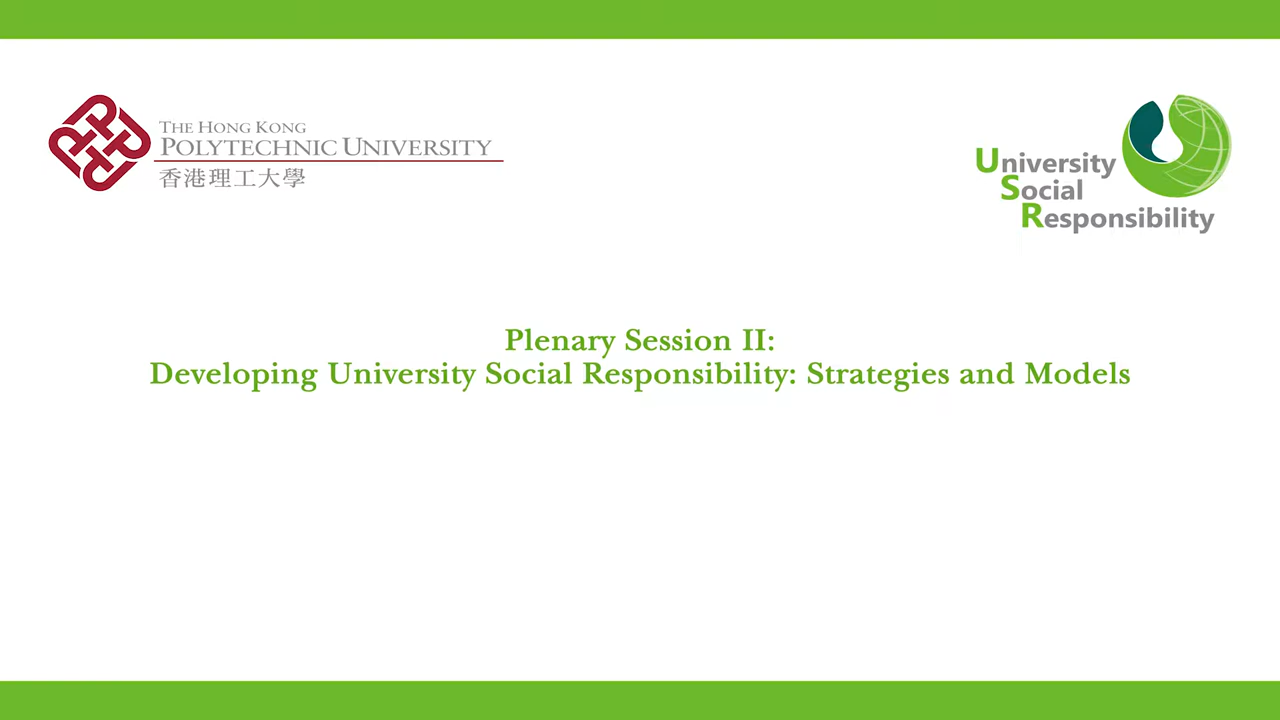 THE HONG KONG
POLYTECHNIC UNIVERSITY
香港理工大學
University
Social
Responsibility
Plenary Session II:
Developing University Social Responsibility: Strategies and Models